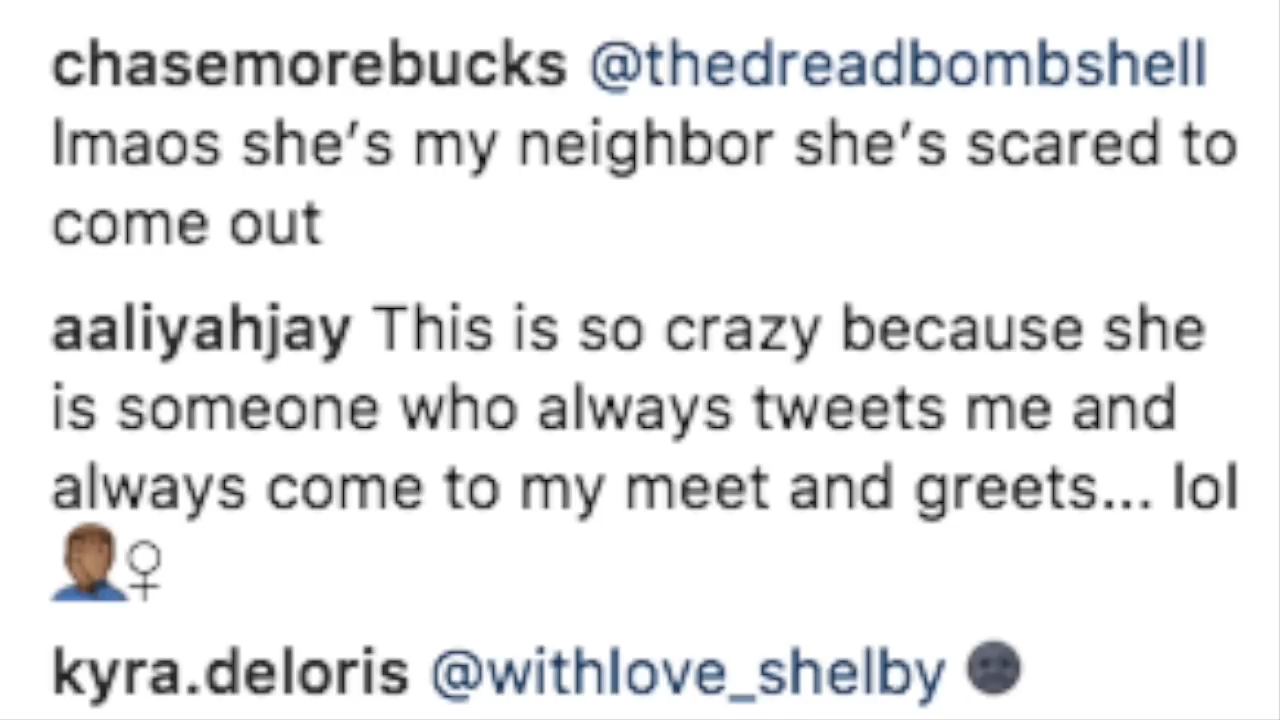 chasemorebucks @thedreadbombshell
lmaos she’s my neighbor she’s scared to
come out
aaliyahjay This is so crazy because she
is someone who always tweets me and
always come to my meet and greets... lol
🤦🏽♀
kyra.deloris @withlove_shelby 🌚